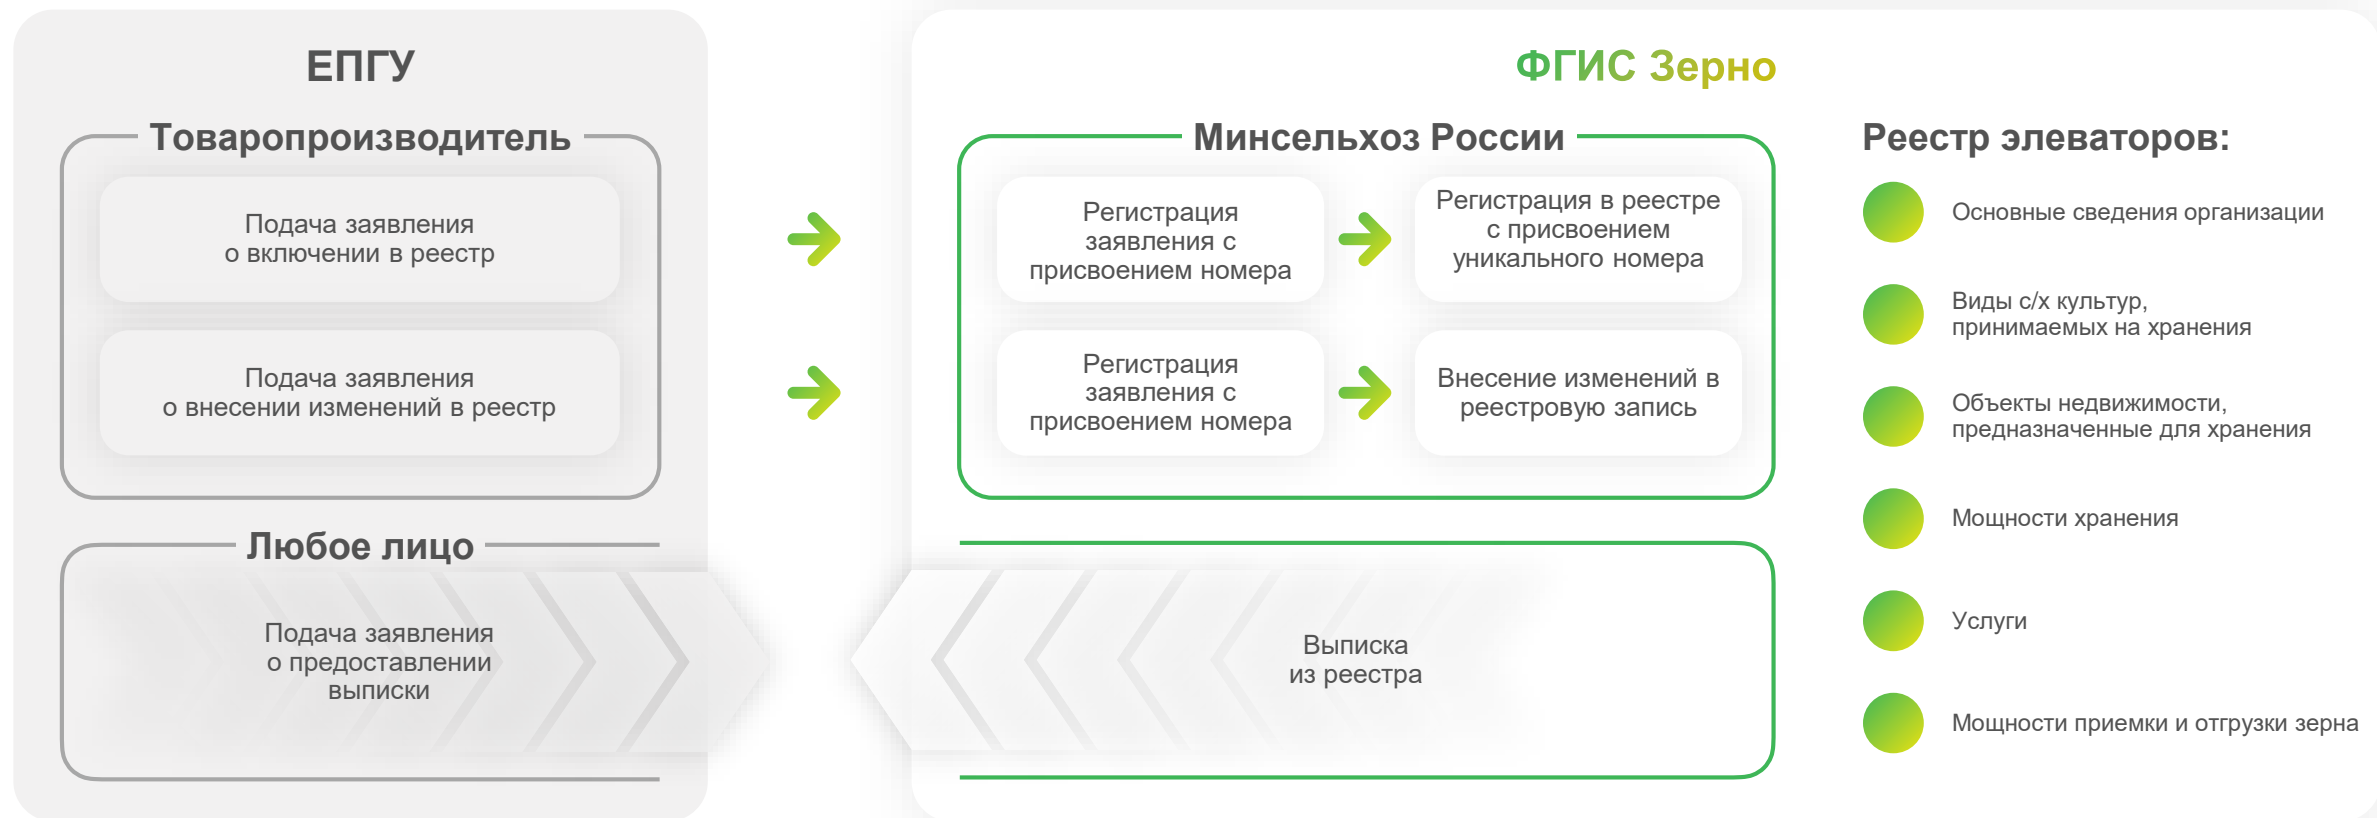 ЕПГУ
Товаропроизводитель
Подача заявления
о включении в реестр
Подача заявления
о внесении изменений в реестр
Любое лицо
Подача заявления
о предоставлении
выписки
ФГИС Зерно
Минсельхоз России
Регистрация
заявления с
присвоением номера
Регистрация в реестре
с присвоением
уникального номера
Регистрация
заявления с
присвоением номера
Внесение изменений в
реестровую запись
Выписка
из реестра
Реестр элеваторов:
Основные сведения организации
Виды с/х культур,
принимаемых на хранения
Объекты недвижимости,
предназначенные для хранения
Мощности хранения
Услуги
Мощности приемки и отгрузки зерна